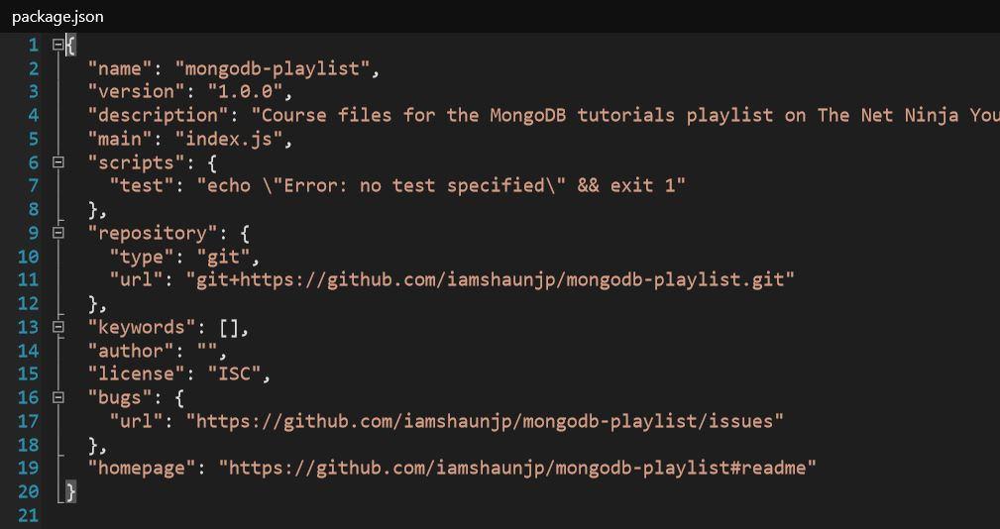 package.json
1 {
2 "name": "mongodb-playlist",
3 "version": "1.0.0",
4 "description": "Course files for the MongoDB tutorials playlist on The Net Ninja You
5 "main": "index.js",
6 "scripts": {
7 "test": "echo \"Error: no test specified\" && exit 1"
8 },
9 "repository": {
10 "type": "git",
11 "url": "git+https://github.com/iamshaunjp/mongodb-playlist.git"
12 },
13 "keywords": [],
14 "author": "",
15 "license": "ISC",
16 "bugs": {
17 "url": "https://github.com/iamshaunjp/mongodb-playlist/issues"
18 },
19 "homepage": "https://github.com/iamshaunjp/mongodb-playlist#readme"
20 }
21